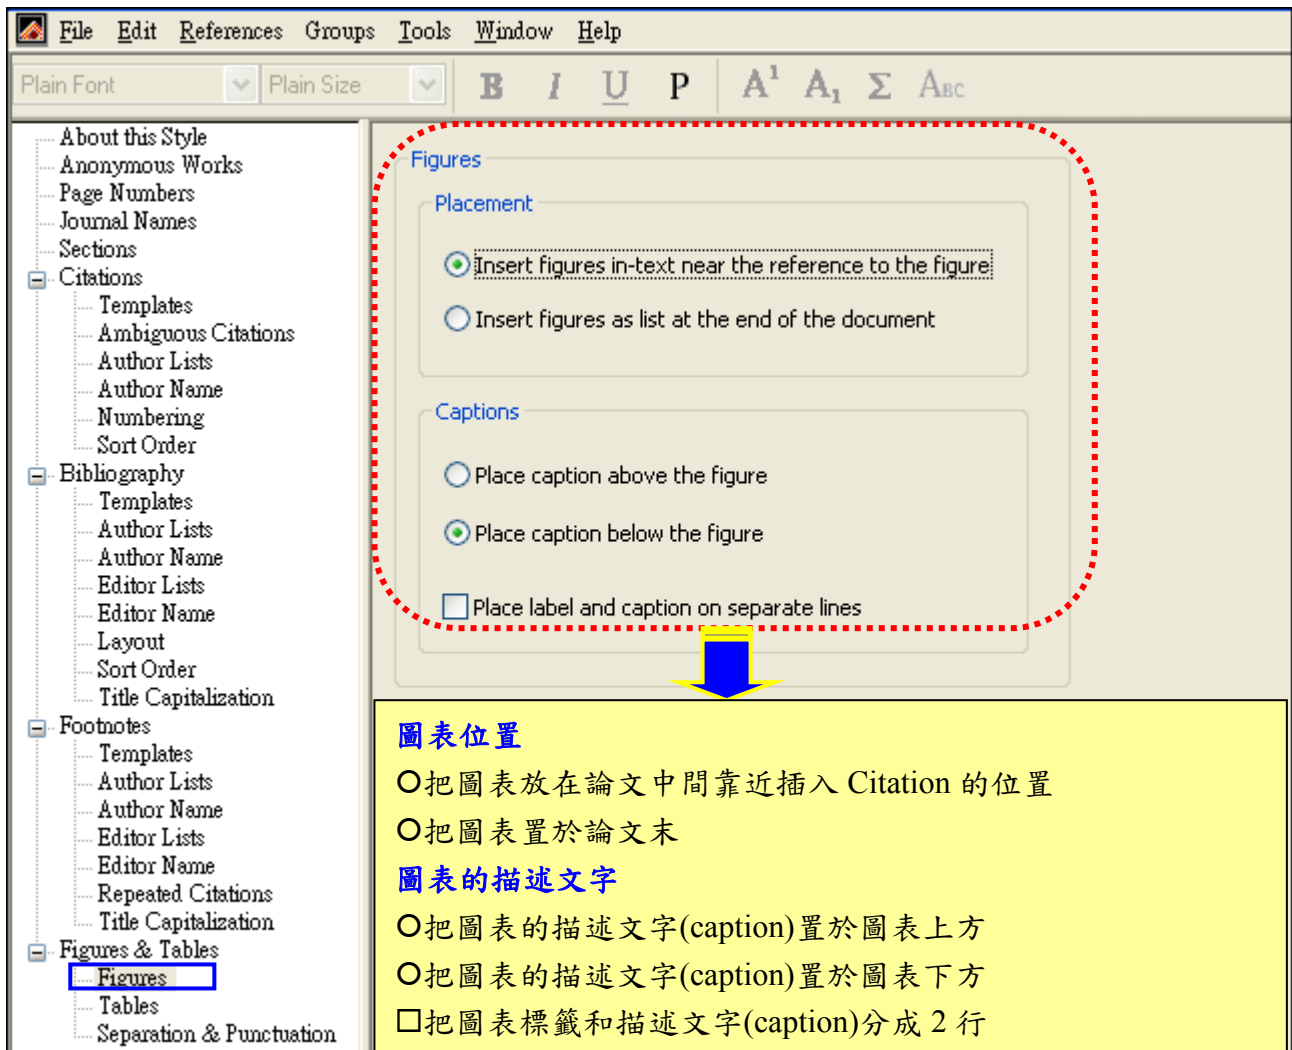 File Edit References Groups Tools Window Help
Plain Font Plain Size B I U P A¹ A₁ Σ ABC
About this Style
Anonymous Works
Page Numbers
Journal Names
Sections
Citations
Templates
Ambiguous Citations
Author Lists
Author Name
Numbering
Sort Order
Bibliography
Templates
Author Lists
Author Name
Editor Lists
Editor Name
Layout
Sort Order
Title Capitalization
Footnotes
Templates
Author Lists
Author Name
Editor Lists
Editor Name
Repeated Citations
Title Capitalization
Figures & Tables
Figures
Tables
Separation & Punctuation
Figures
Placement
Insert figures in-text near the reference to the figure
Insert figures as list at the end of the document
Captions
Place caption above the figure
Place caption below the figure
Place label and caption on separate lines
圖表位置
○把圖表放在論文中間靠近插入 Citation 的位置
○把圖表置於論文末
圖表的描述文字
○把圖表的描述文字(caption)置於圖表上方
○把圖表的描述文字(caption)置於圖表下方
□把圖表標籤和描述文字(caption)分成 2 行